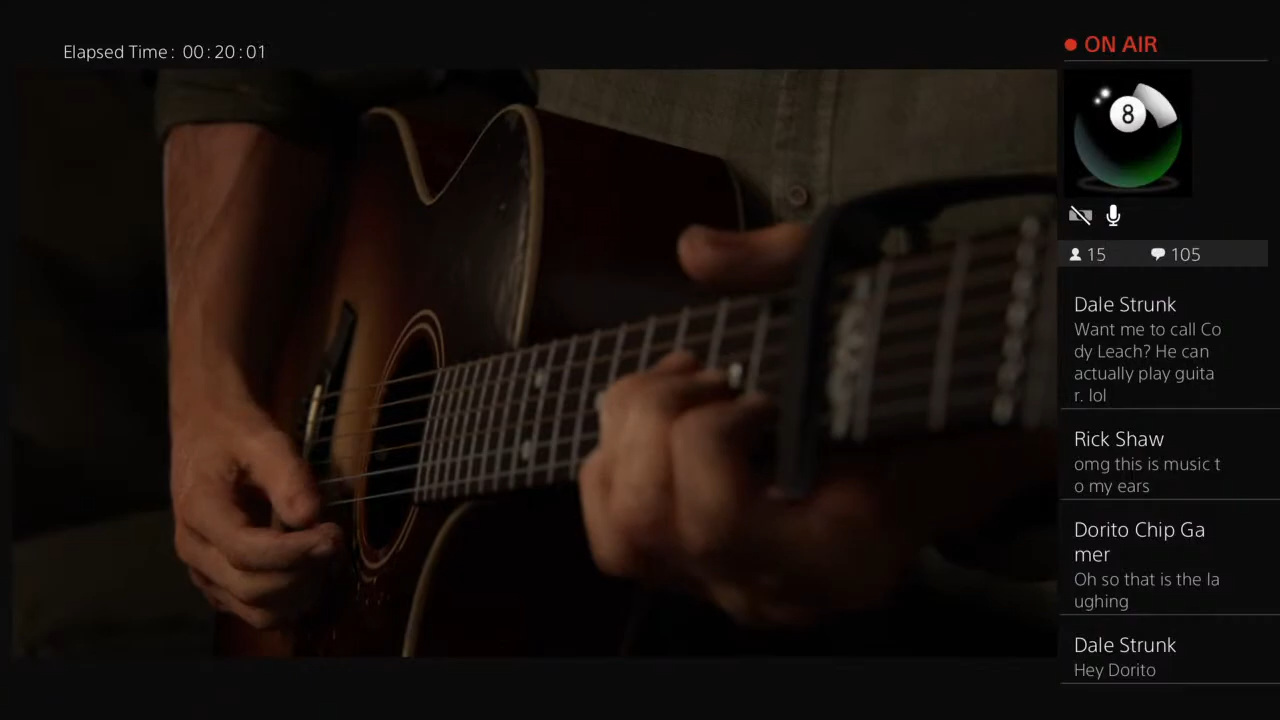 Elapsed Time: 00:20:01
ON AIR
8
15 105
Dale Strunk
Want me to call Co
dy Leach? He can
actually play guita
r. lol
Rick Shaw
omg this is music t
o my ears
Dorito Chip Ga
mer
Oh so that is the la
ughing
Dale Strunk
Hey Dorito